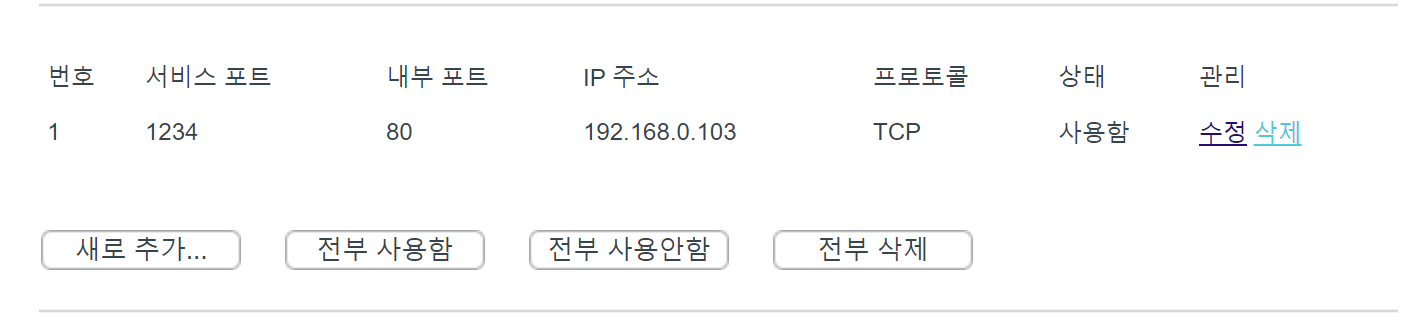 번호 서비스 포트 내부 포트 IP 주소 프로토콜 상태 관리
1 1234 80 192.168.0.103 TCP 사용함 수정 삭제
새로 추가... 전부 사용함 전부 사용안함 전부 삭제